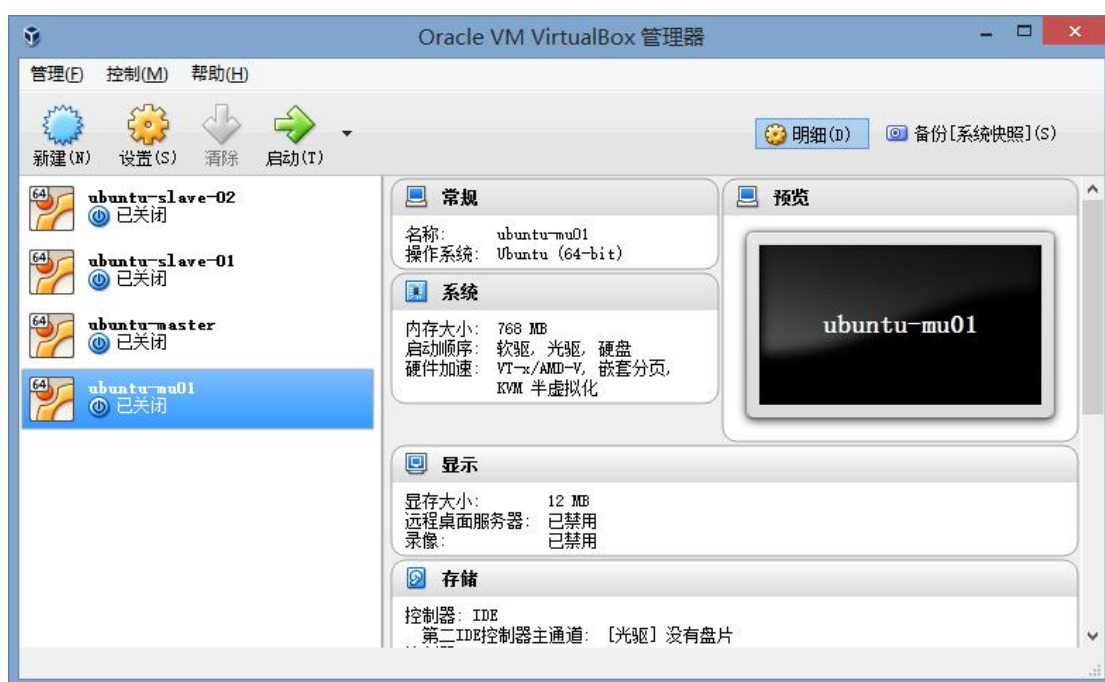 Oracle VM VirtualBox 管理器
管理(F) 控制(M) 帮助(H)
新建(N) 设置(S) 清除 启动(T)
明细(D) 备份[系统快照](S)
64 ubuntu-slave-02
已关闭
64 ubuntu-slave-01
已关闭
64 ubuntu-master
已关闭
64 ubuntu-mu01
已关闭
常规
名称: ubuntu-mu01
操作系统: Ubuntu (64-bit)
系统
内存大小: 768 MB
启动顺序: 软驱, 光驱, 硬盘
硬件加速: VT-x/AMD-V, 嵌套分页,
KVM 半虚拟化
预览
ubuntu-mu01
显示
显存大小: 12 MB
远程桌面服务器: 已禁用
录像: 已禁用
存储
控制器: IDE
第二IDE控制器主通道: [光驱] 没有盘片